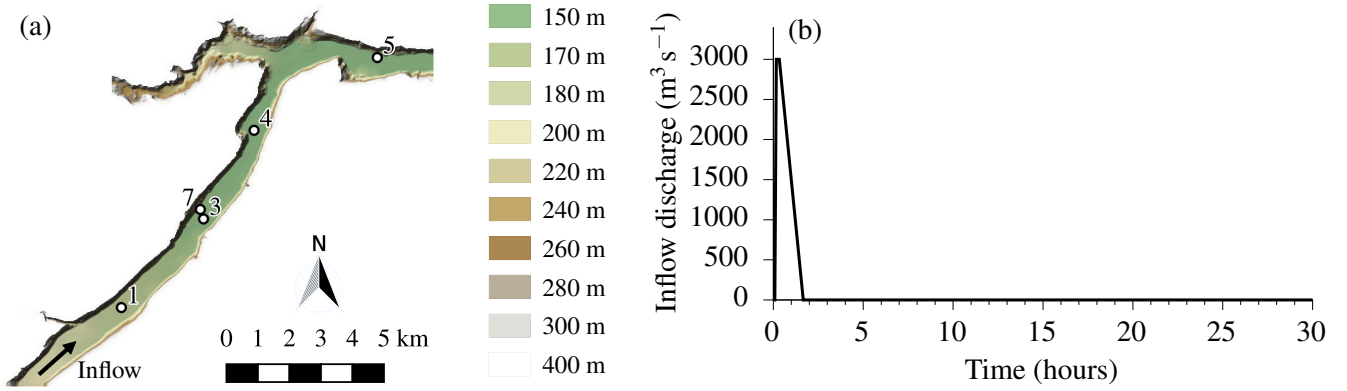 (a)
5
4
7
3
1
Inflow
N
0 1 2 3 4 5 km
150 m
170 m
180 m
200 m
220 m
240 m
260 m
280 m
300 m
400 m
(b)
Inflow discharge (m³ s⁻¹)
3000
2500
2000
1500
1000
500
0
0 5 10 15 20 25 30
Time (hours)